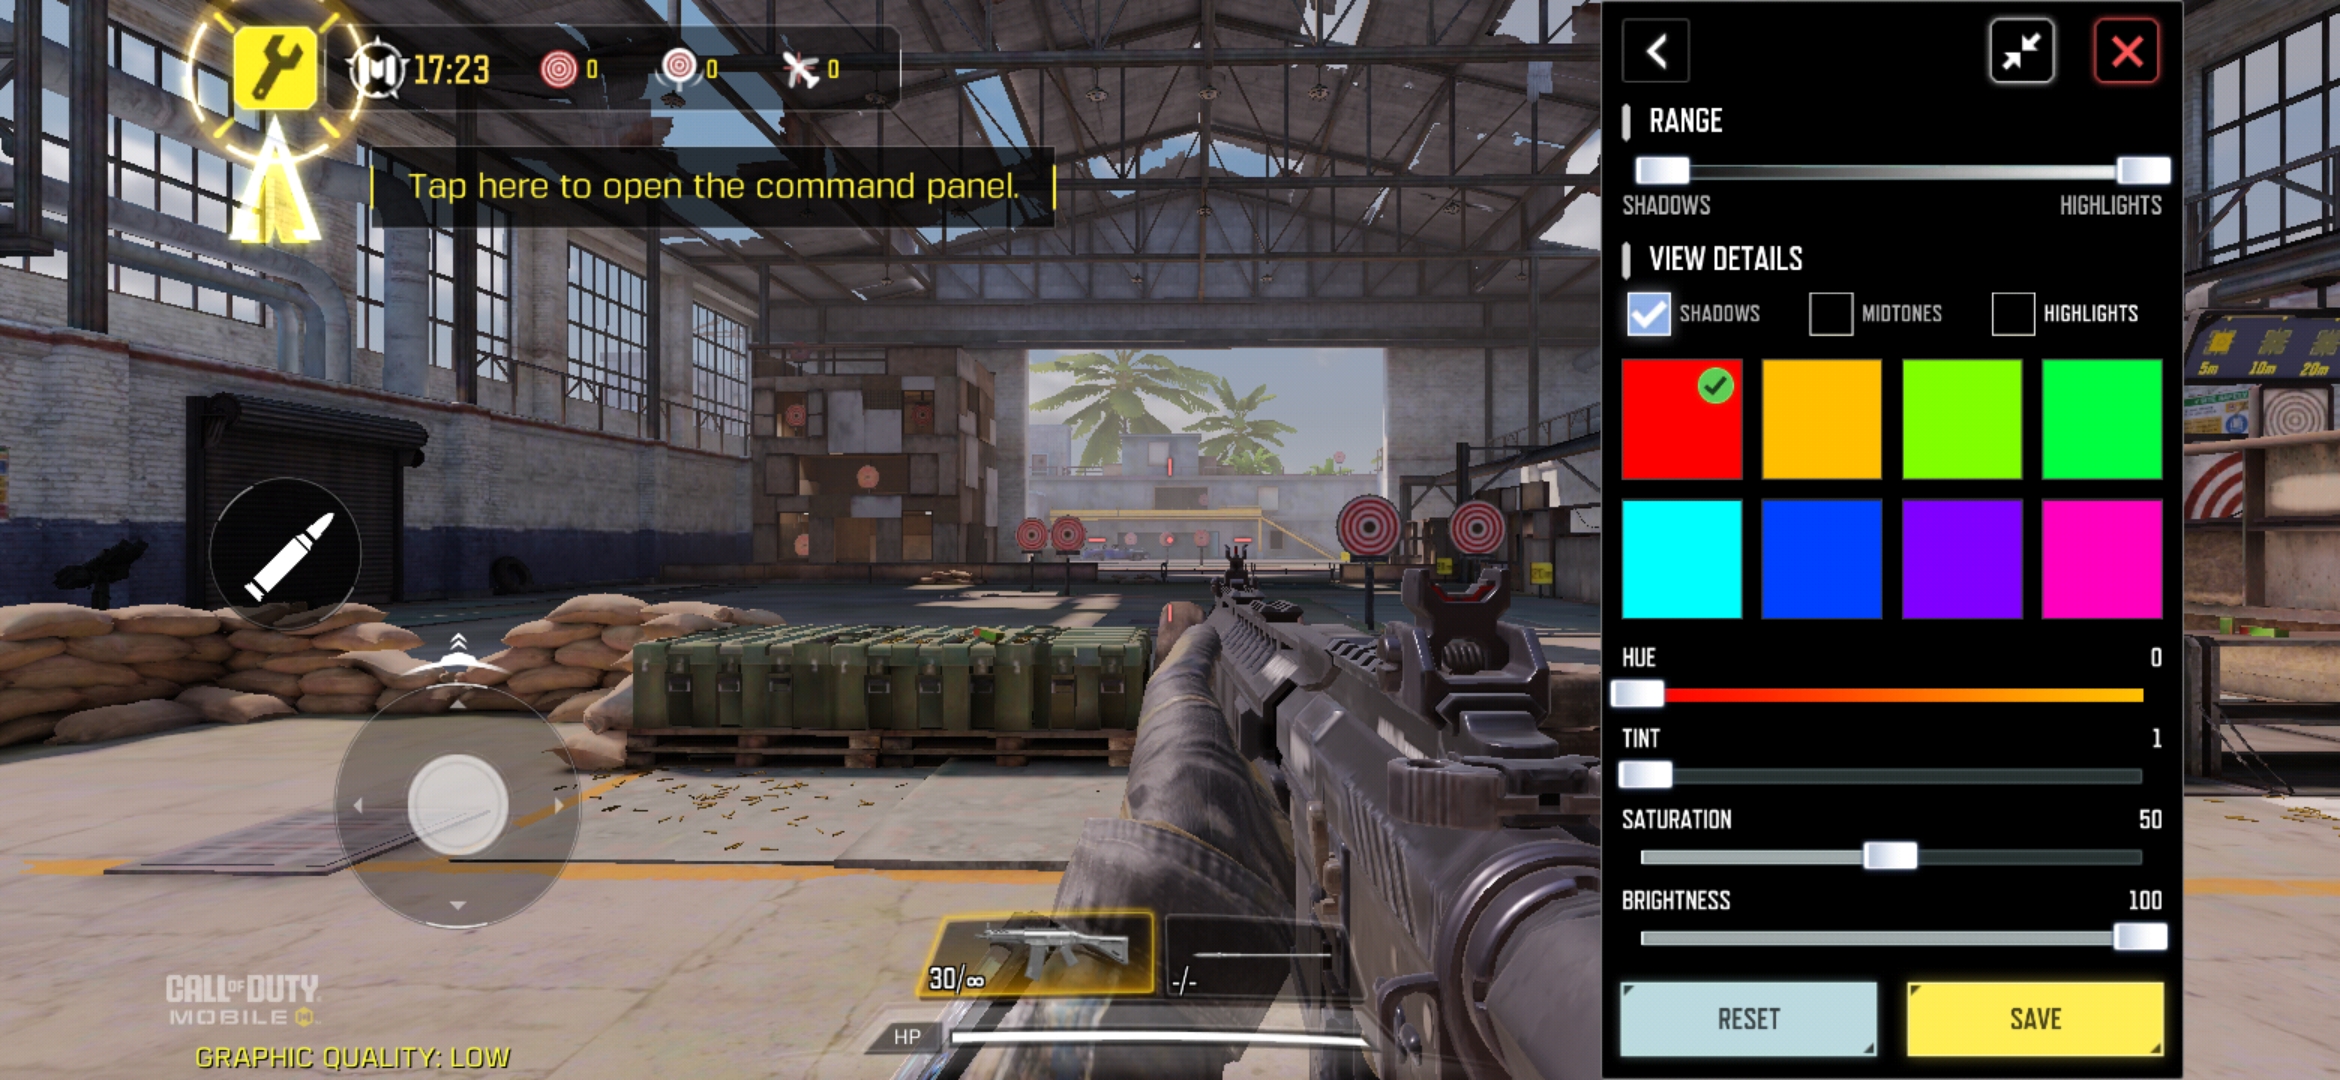 17:23 0 0 0
Tap here to open the command panel.
RANGE
SHADOWS HIGHLIGHTS
VIEW DETAILS
SHADOWS MIDTONES HIGHLIGHTS
5m 10m 20m
HUE 0
TINT 1
SATURATION 50
BRIGHTNESS 100
RESET SAVE
30/∞ -/-
HP
CALL OF DUTY
MOBILE
GRAPHIC QUALITY: LOW